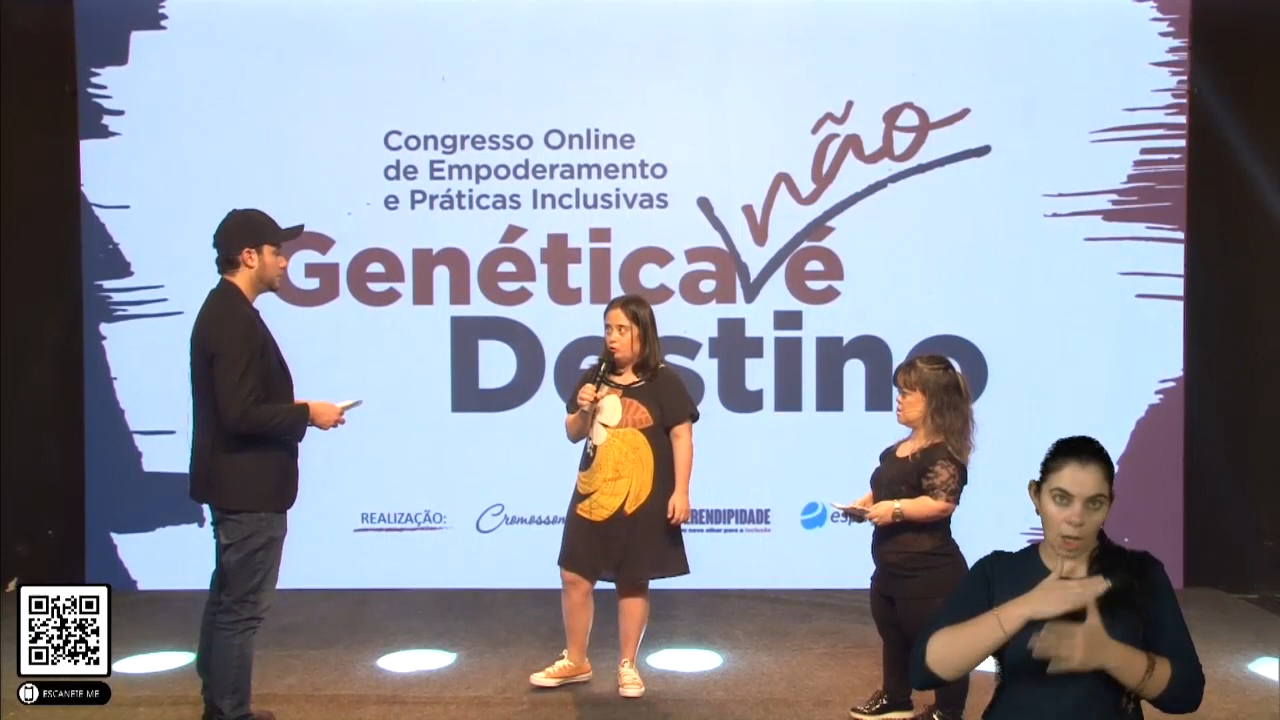 Congresso Online
de Empoderamento
e Práticas Inclusivas
não
Genética é
Destino
REALIZAÇÃO:
ESCANEIE ME